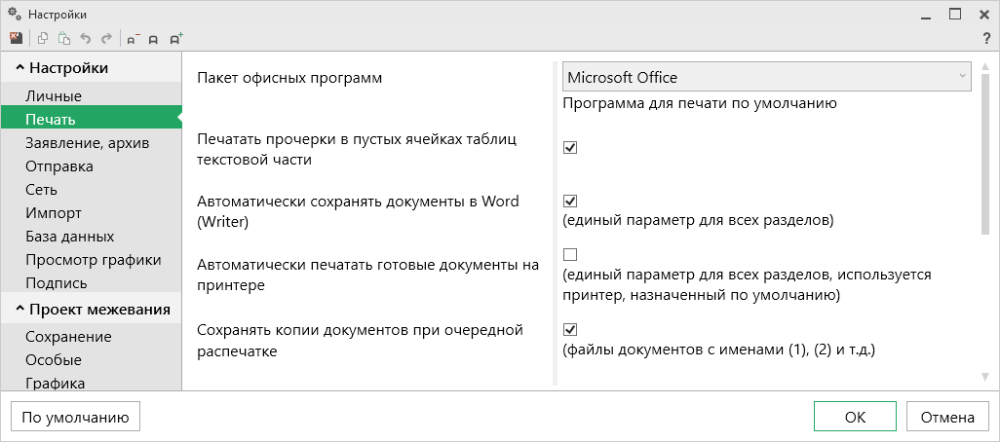 Настройки
?
Настройки
Личные
Печать
Заявление, архив
Отправка
Сеть
Импорт
База данных
Просмотр графики
Подпись
Проект межевания
Сохранение
Особые
Графика
Пакет офисных программ
Microsoft Office
Программа для печати по умолчанию
Печатать прочерки в пустых ячейках таблиц
текстовой части
Автоматически сохранять документы в Word
(Writer)
(единый параметр для всех разделов)
Автоматически печатать готовые документы на
принтере
(единый параметр для всех разделов, используется
принтер, назначенный по умолчанию)
Сохранять копии документов при очередной
распечатке
(файлы документов с именами (1), (2) и т.д.)
По умолчанию
ОК
Отмена